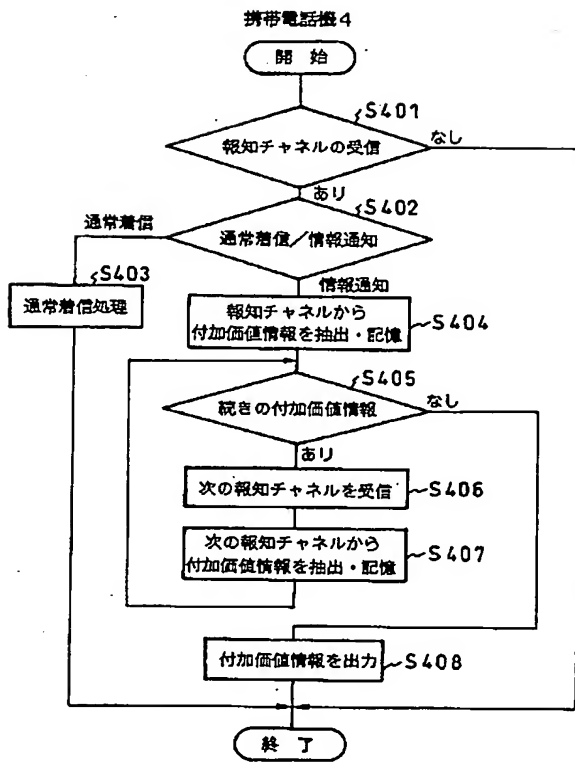 携帯電話機4
開始
S401
報知チャネルの受信
なし
あり
S402
通常着信
通常着信/情報通知
S403
情報通知
通常着信処理
報知チャネルから
付加価値情報を抽出・記憶
S404
S405
続きの付加価値情報
なし
あり
次の報知チャネルを受信
S406
次の報知チャネルから
付加価値情報を抽出・記憶
S407
付加価値情報を出力
S408
終了